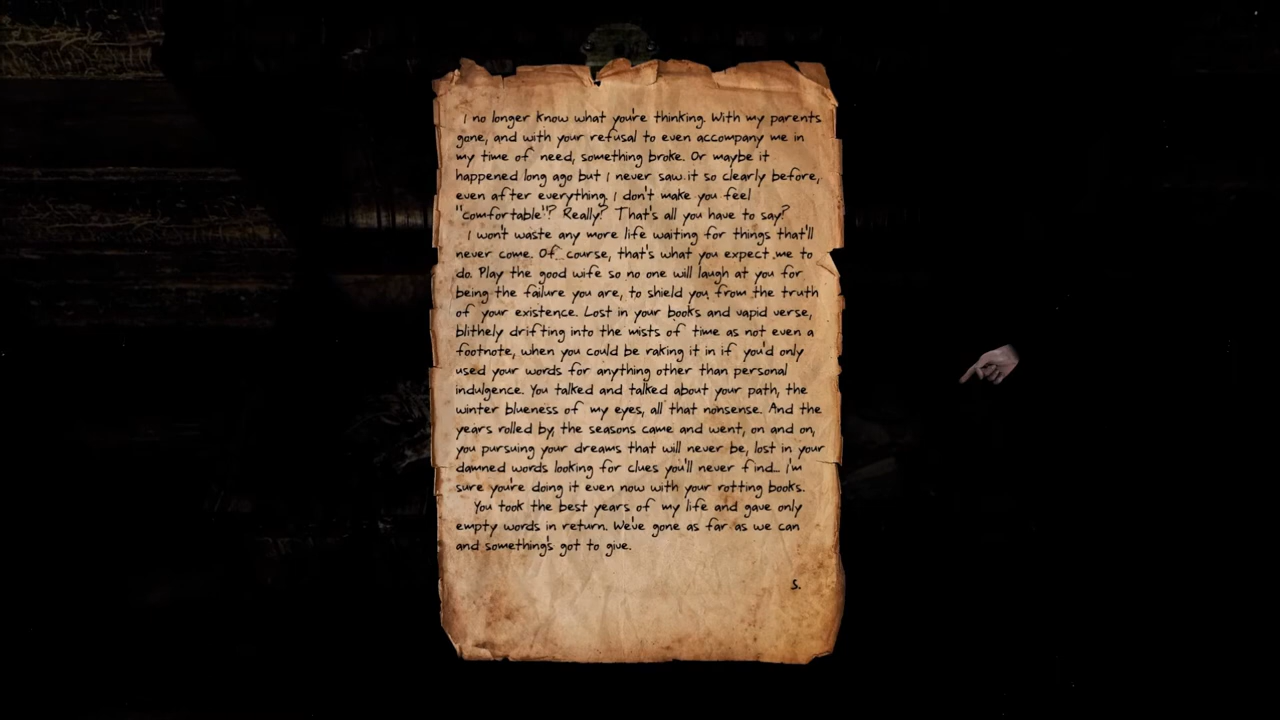 I no longer know what you're thinking. With my parents
gone, and with your refusal to even accompany me in
my time of need, something broke. Or maybe it
happened long ago but I never saw it so clearly before,
even after everything. I don't make you feel
"comfortable"? Really? That's all you have to say?
I won't waste any more life waiting for things that'll
never come. Of course, that's what you expect me to
do. Play the good wife so no one will laugh at you for
being the failure you are, to shield you from the truth
of your existence. Lost in your books and vapid verse,
blithely drifting into the mists of time as not even a
footnote, when you could be raking it in if you'd only
used your words for anything other than personal
indulgence. You talked and talked about your path, the
winter blueness of my eyes, all that nonsense. And the
years rolled by, the seasons came and went, on and on,
you pursuing your dreams that will never be, lost in your
damned words looking for clues you'll never find... I'm
sure you're doing it even now with your rotting books.
You took the best years of my life and gave only
empty words in return. We've gone as far as we can
and something's got to give.
S.